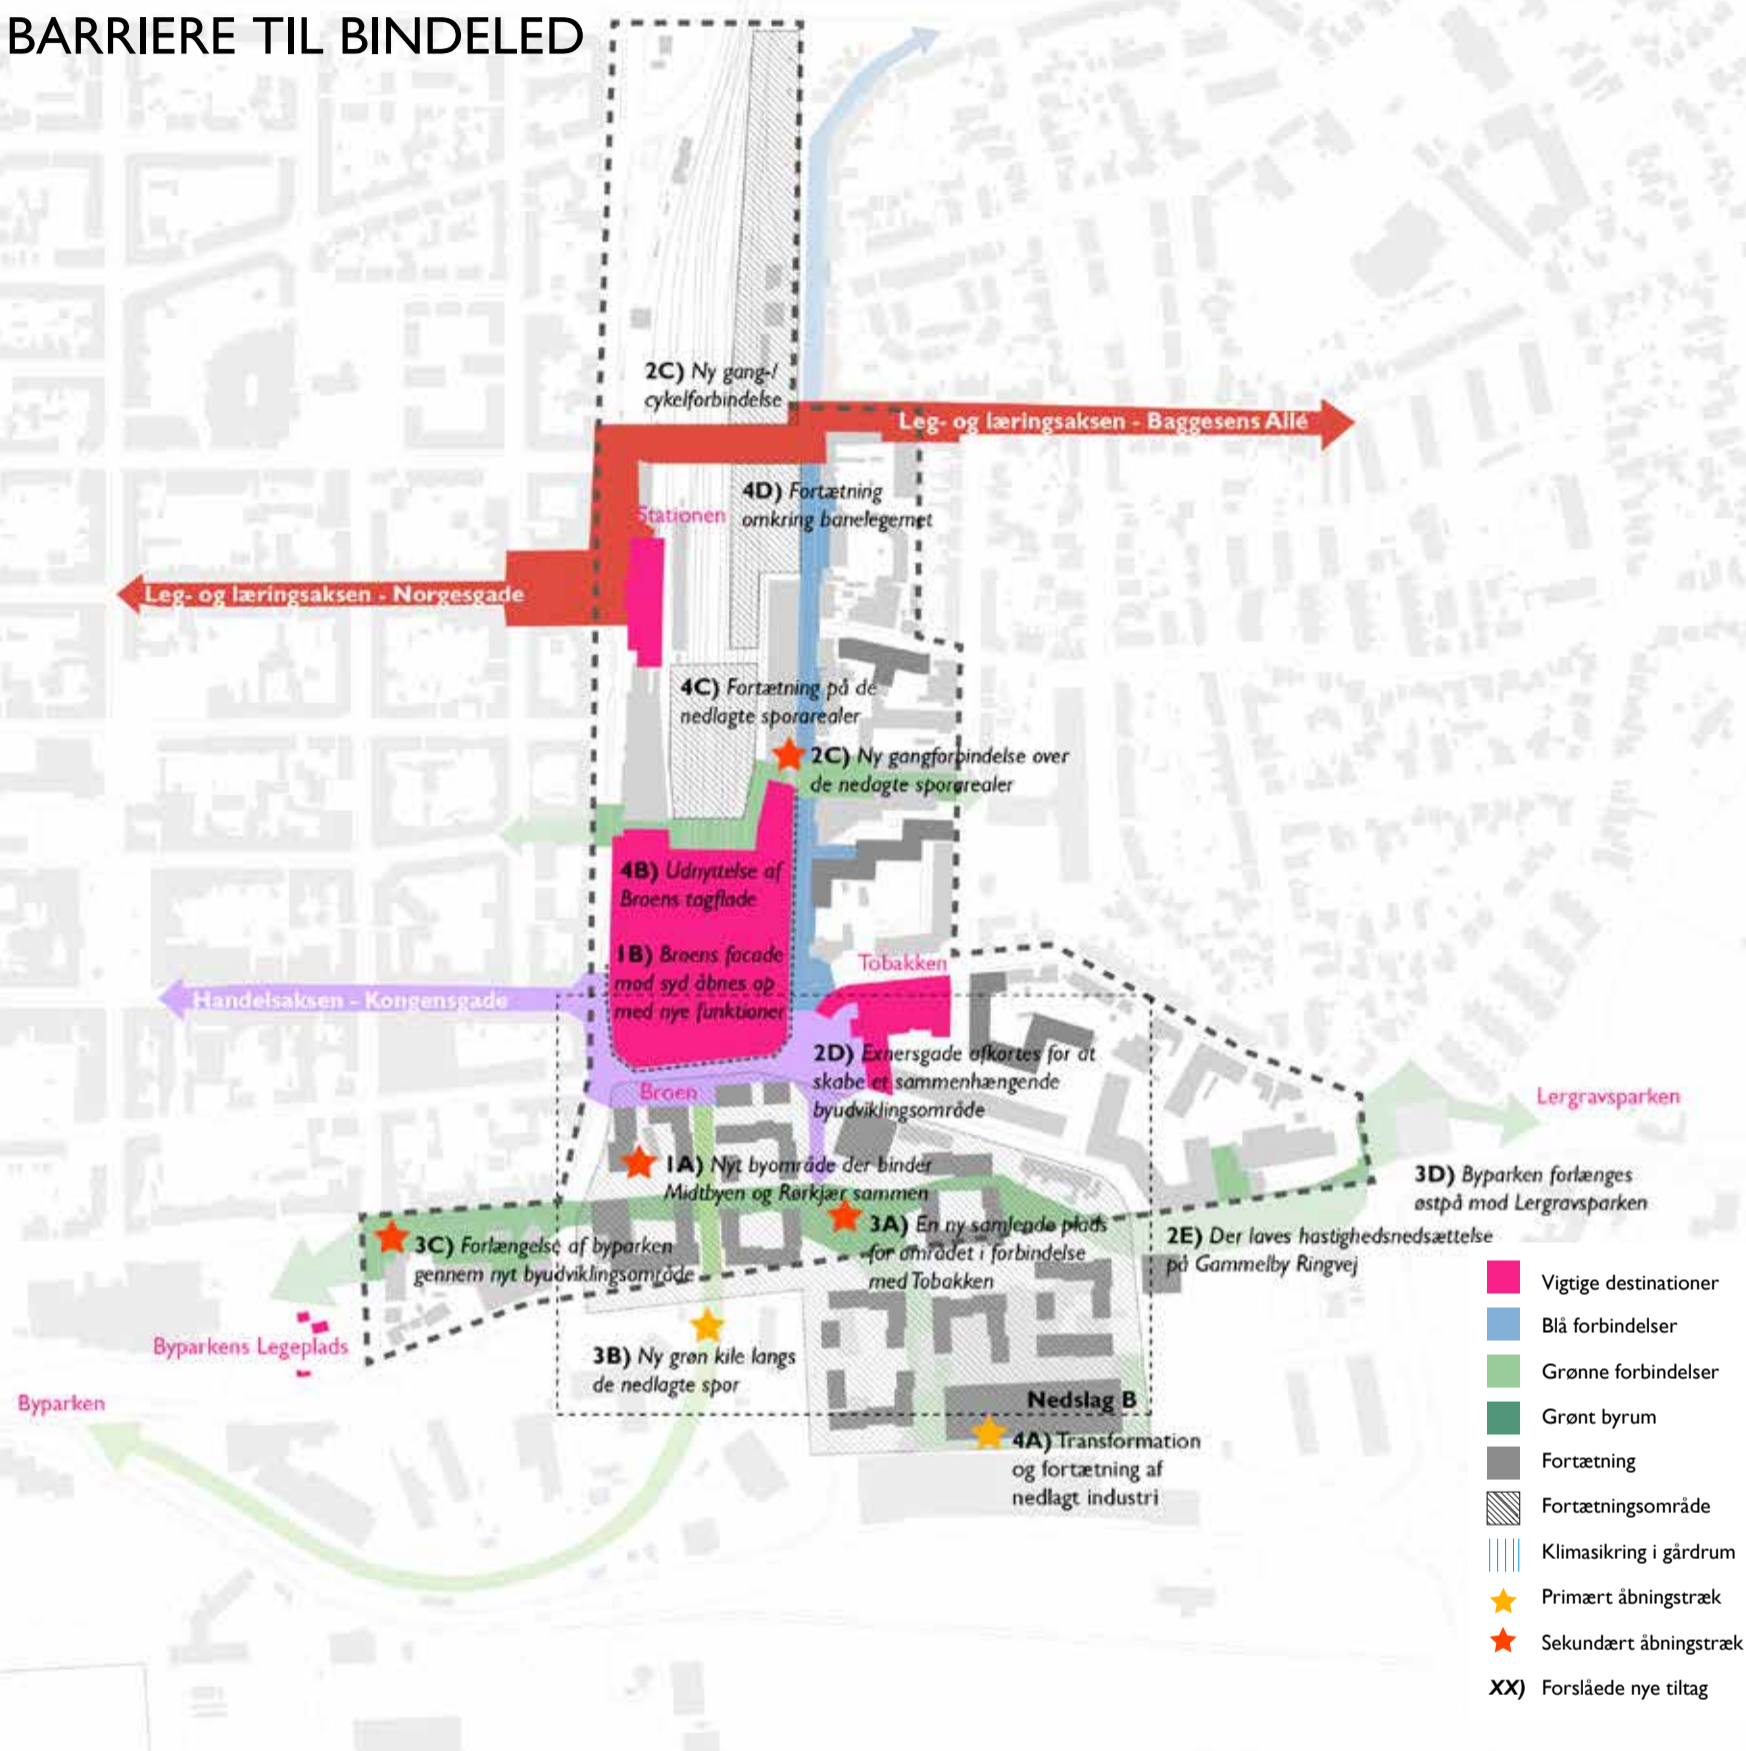 BARRIERE TIL BINDELED
2C) Ny gang-/
cykelforbindelse
Leg- og læringsaksen - Baggesens Allé
4D) Fortætning
omkring banelegemet
Stationen
Leg- og læringsaksen - Norgesgade
4C) Fortætning på de
nedlagte sporarealer
2C) Ny gangforbindelse over
de nedagte sporarealer
4B) Udnyttelse af
Broens tagflade
1B) Broens facade
mod syd åbnes op
med nye funktioner
Tobakken
Handelsaksen - Kongensgade
2D) Exnersgade afkortes for at
skabe et sammenhængende
byudviklingsområde
Broen
Lergravsparken
1A) Nyt byområde der binder
Midtbyen og Rørkjær sammen
3D) Byparken forlænges
østpå mod Lergravsparken
3A) En ny samlende plads
for området i forbindelse
med Tobakken
2E) Der laves hastighedsnedsættelse
på Gammelby Ringvej
3C) Forlængelse af byparken
gennem nyt byudviklingsområde
Byparkens Legeplads
3B) Ny grøn kile langs
de nedlagte spor
Byparken
Nedslag B
4A) Transformation
og fortætning af
nedlagt industri
Vigtige destinationer
Blå forbindelser
Grønne forbindelser
Grønt byrum
Fortætning
Fortætningsområde
Klimasikring i gårdrum
Primært åbningstræk
Sekundært åbningstræk
XX) Forslåede nye tiltag